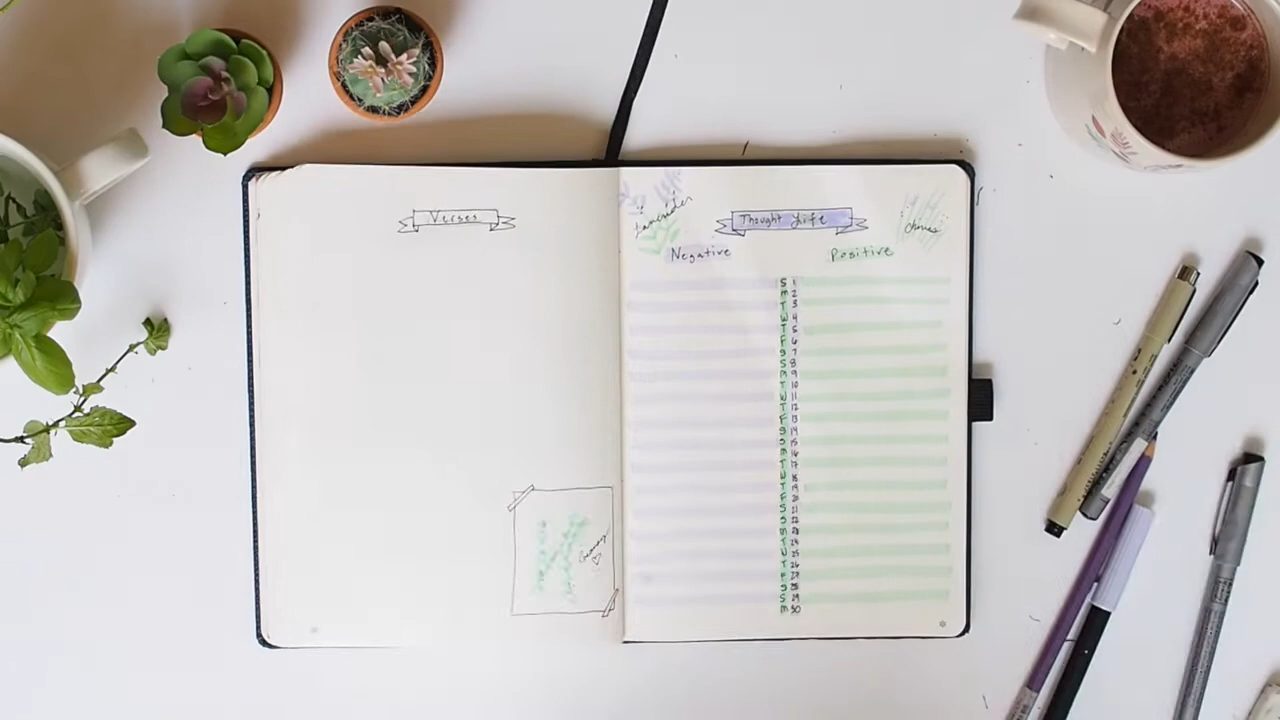 Verses
Rosemary
Lavender
Thought Life
chives
Negative
Positive
S 1
M 2
T 3
W 4
T 5
F 6
S 7
S 8
M 9
T 10
W 11
T 12
F 13
S 14
S 15
M 16
T 17
W 18
T 19
F 20
S 21
S 22
M 23
T 24
W 25
T 26
F 27
S 28
S 29
M 30